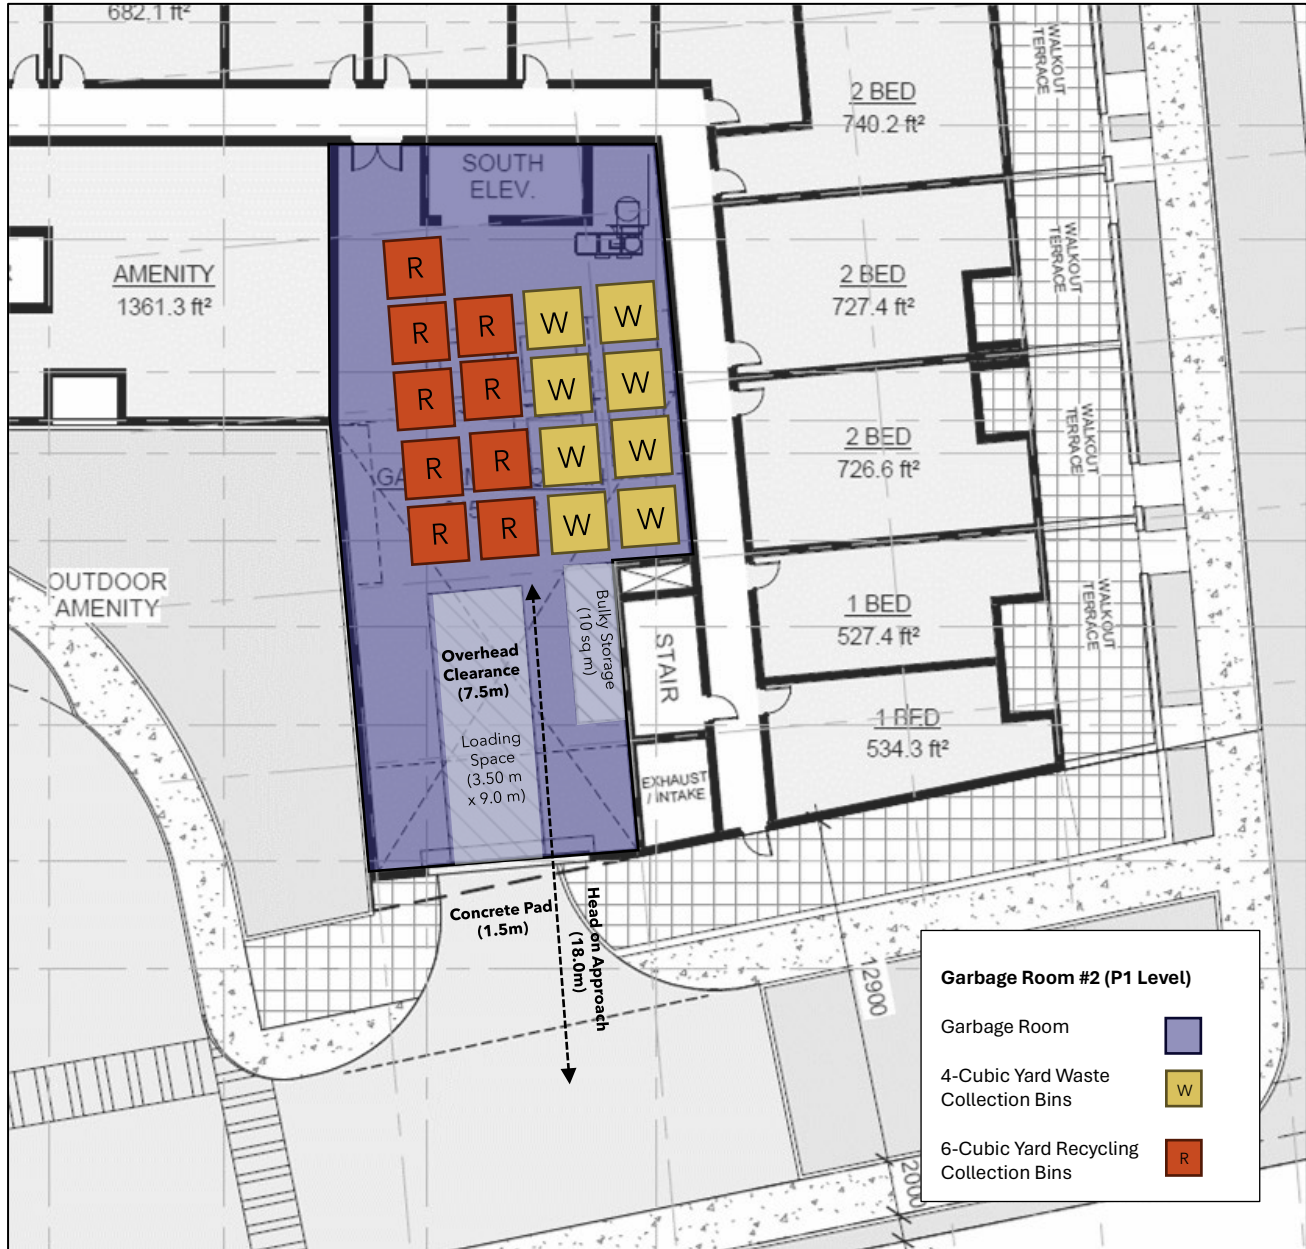 682.1 ft²
WALKOUT
TERRACE
2 BED
740.2 ft²
SOUTH
ELEV.
AMENITY
1361.3 ft²
2 BED
727.4 ft²
WALKOUT
TERRACE
R
R R W W
R R W W
R R W W
R R W W
2 BED
726.6 ft²
WALKOUT
TERRACE
OUTDOOR
AMENITY
1 BED
527.4 ft²
WALKOUT
TERRACE
Bulky Storage
(10 sq m)
STAIR
Overhead
Clearance
(7.5m)
Loading
Space
(3.50 m
x 9.0 m)
1 BED
534.3 ft²
EXHAUST
/ INTAKE
Concrete Pad
(1.5m)
Head on Approach
(18.0m)
12900
Garbage Room #2 (P1 Level)
Garbage Room
4-Cubic Yard Waste
Collection Bins
W
6-Cubic Yard Recycling
Collection Bins
R